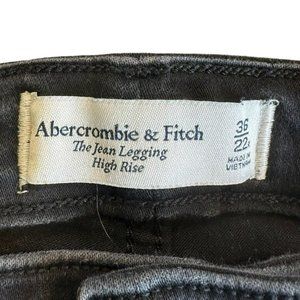 Abercrombie & Fitch
The Jean Legging
High Rise
36
22
MADE IN
VIETNAM